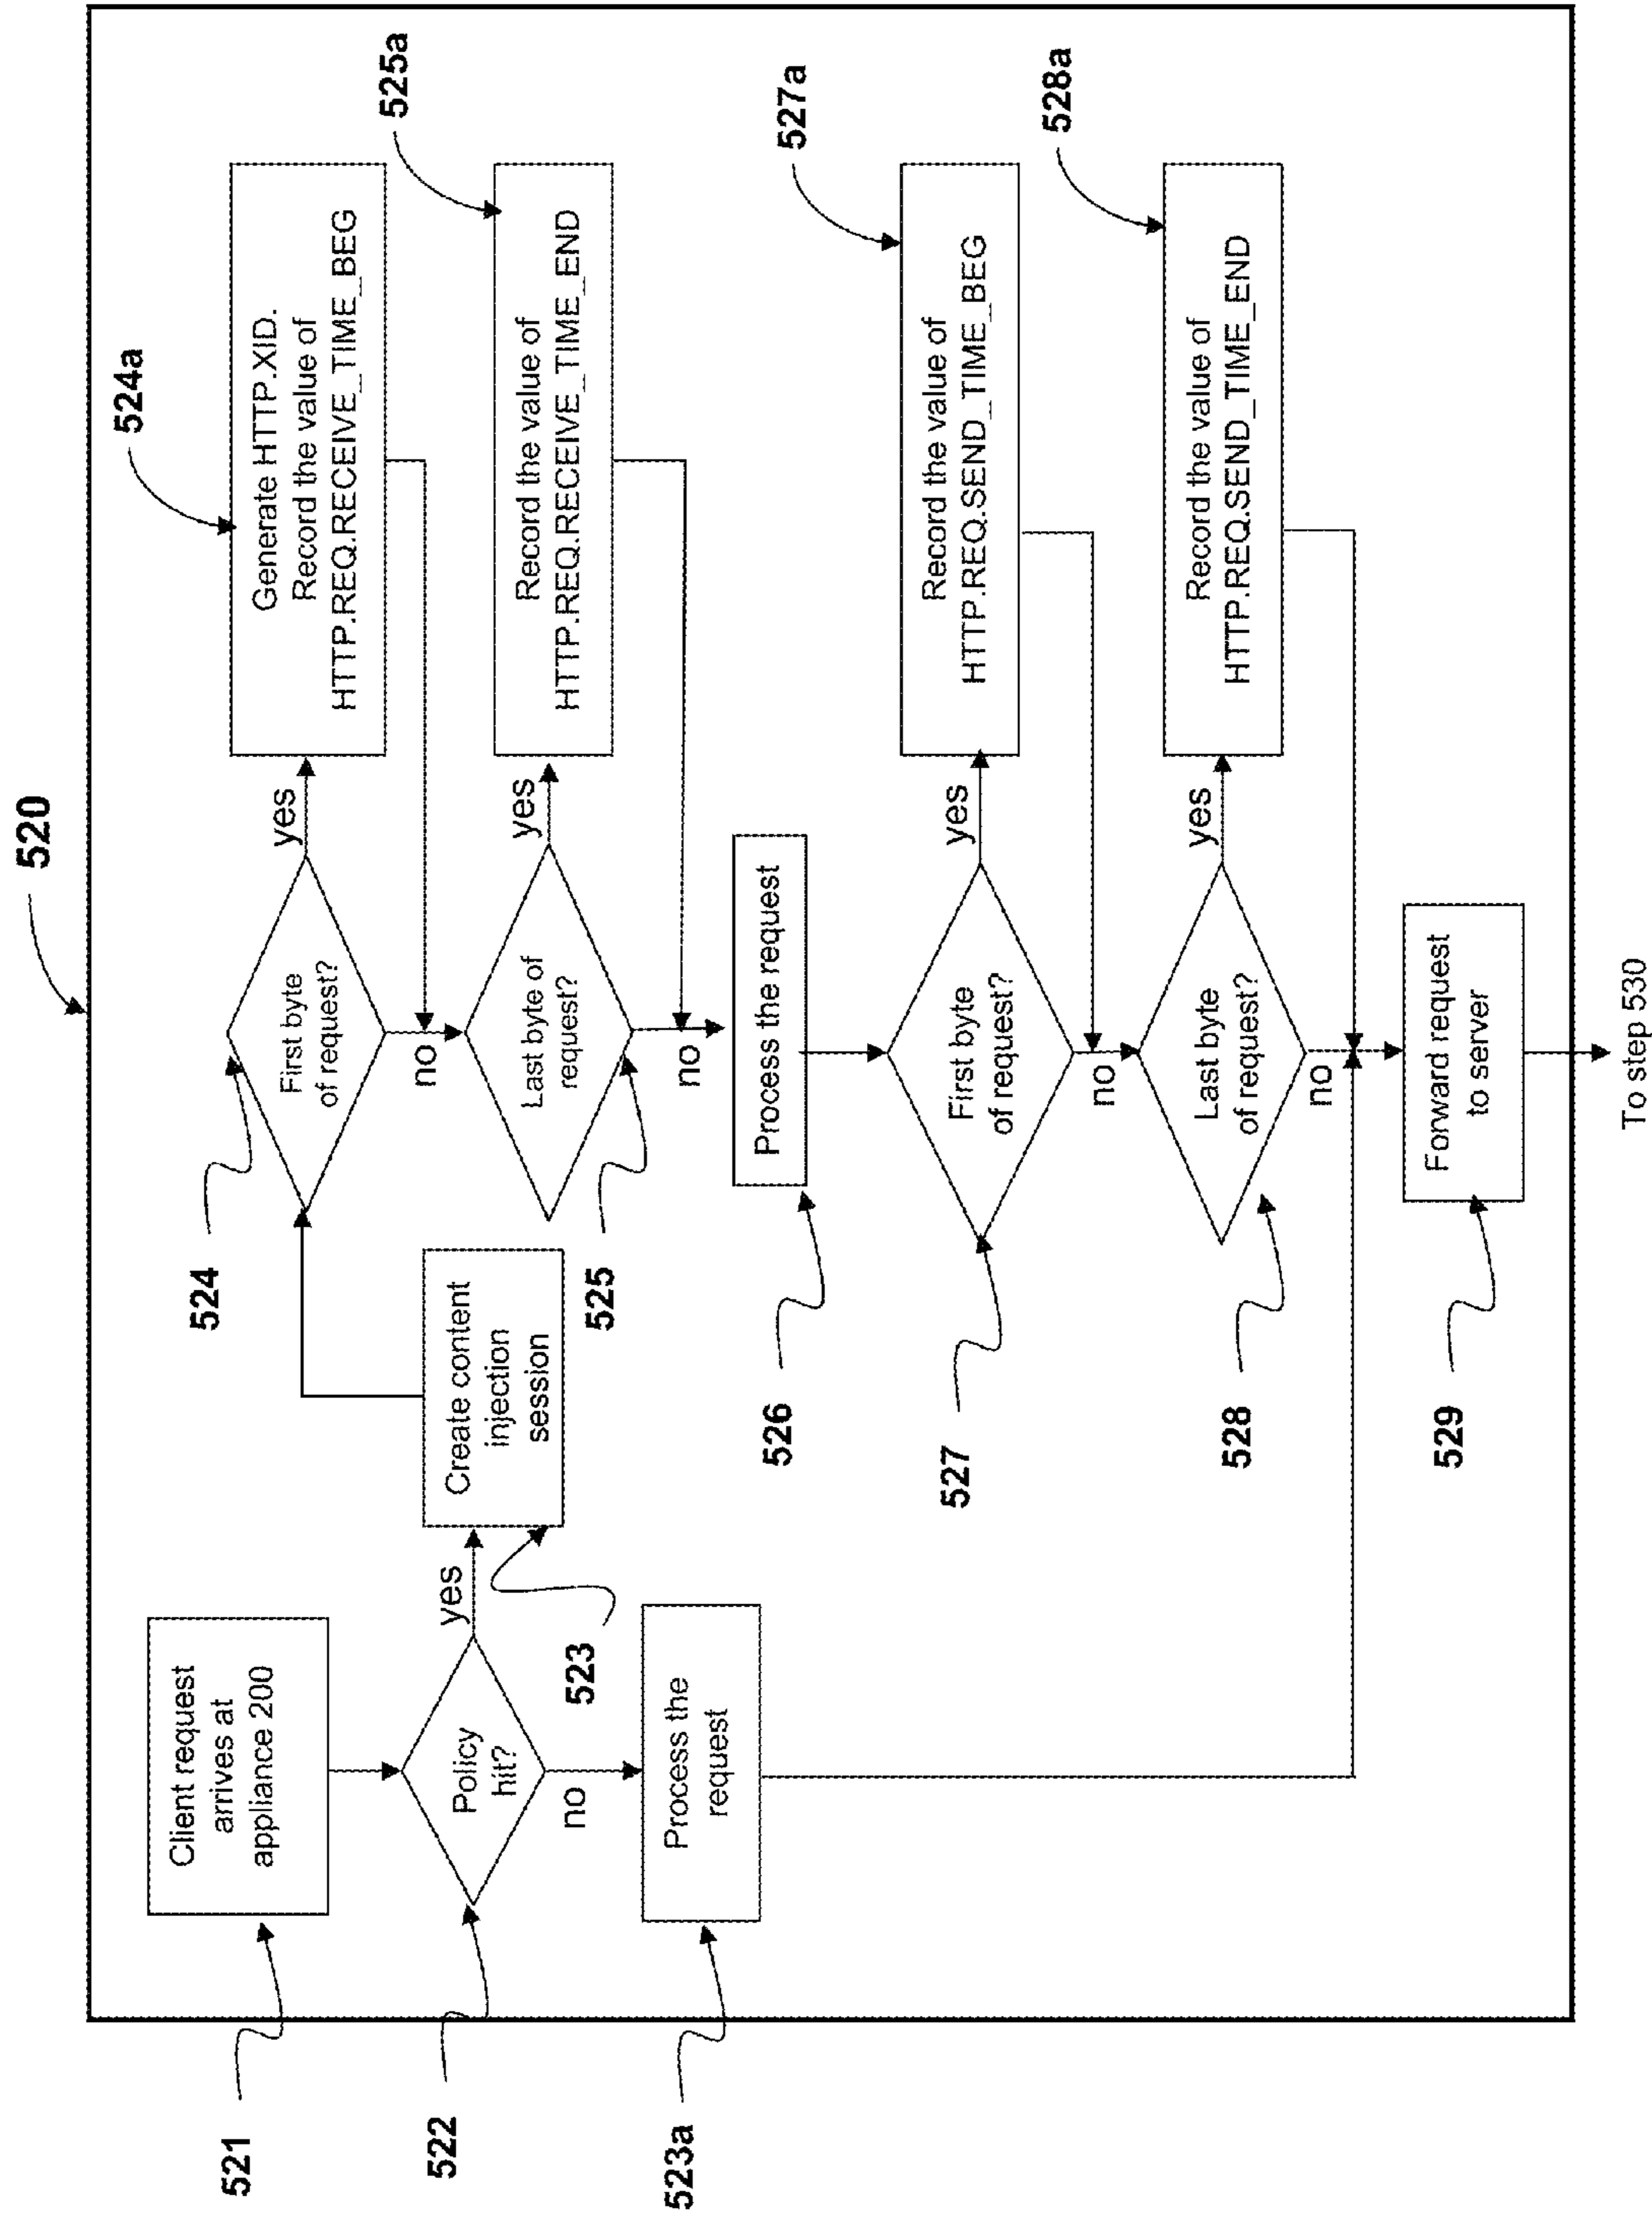 520
521
Client request
arrives at
appliance 200
522
Policy
hit?
yes
no
523
Create content
injection
session
523a
Process the
request
524
First byte
of request?
yes
no
524a
Generate HTTP.XID.
Record the value of
HTTP.REQ.RECEIVE_TIME_BEG
525
Last byte of
request?
yes
no
525a
Record the value of
HTTP.REQ.RECEIVE_TIME_END
526
Process the request
527
First byte
of request?
yes
no
527a
Record the value of
HTTP.REQ.SEND_TIME_BEG
528
Last byte
of request?
yes
no
528a
Record the value of
HTTP.REQ.SEND_TIME_END
529
Forward request
to server
To step 530